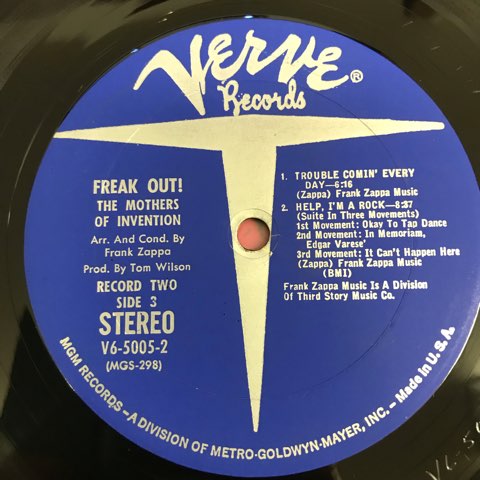 VERVE®
Records
FREAK OUT!
THE MOTHERS
OF INVENTION
Arr. And Cond. By
Frank Zappa
Prod. By Tom Wilson
RECORD TWO
SIDE 3
STEREO
V6-5005-2
(MGS-298)
1. TROUBLE COMIN' EVERY
DAY—6:16
(Zappa) Frank Zappa Music
2. HELP, I'M A ROCK—8:37
(Suite In Three Movements)
1st Movement: Okay To Tap Dance
2nd Movement: In Memoriam,
Edgar Varese'
3rd Movement: It Can't Happen Here
(Zappa) Frank Zappa Music
(BMI)
Frank Zappa Music Is A Division
Of Third Story Music Co.
MGM RECORDS—A DIVISION OF METRO-GOLDWYN-MAYER, INC.—Made in U.S.A.